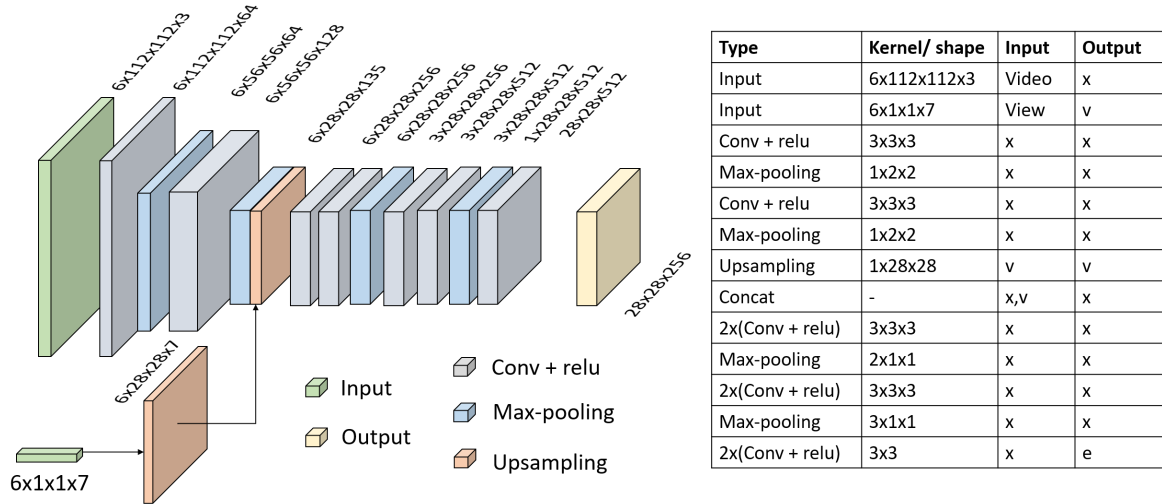 6x112x112x3
6x112x112x64
6x56x56x64
6x56x56x128
6x28x28x135
6x28x28x256
6x28x28x256
3x28x28x256
3x28x28x512
3x28x28x512
1x28x28x512
28x28x512
28x28x256
6x28x28x7
6x1x1x7
Input
Output
Conv + relu
Max-pooling
Upsampling
Type Kernel/ shape Input Output
Input 6x112x112x3 Video x
Input 6x1x1x7 View v
Conv + relu 3x3x3 x x
Max-pooling 1x2x2 x x
Conv + relu 3x3x3 x x
Max-pooling 1x2x2 x x
Upsampling 1x28x28 v v
Concat - x,v x
2x(Conv + relu) 3x3x3 x x
Max-pooling 2x1x1 x x
2x(Conv + relu) 3x3x3 x x
Max-pooling 3x1x1 x x
2x(Conv + relu) 3x3 x e